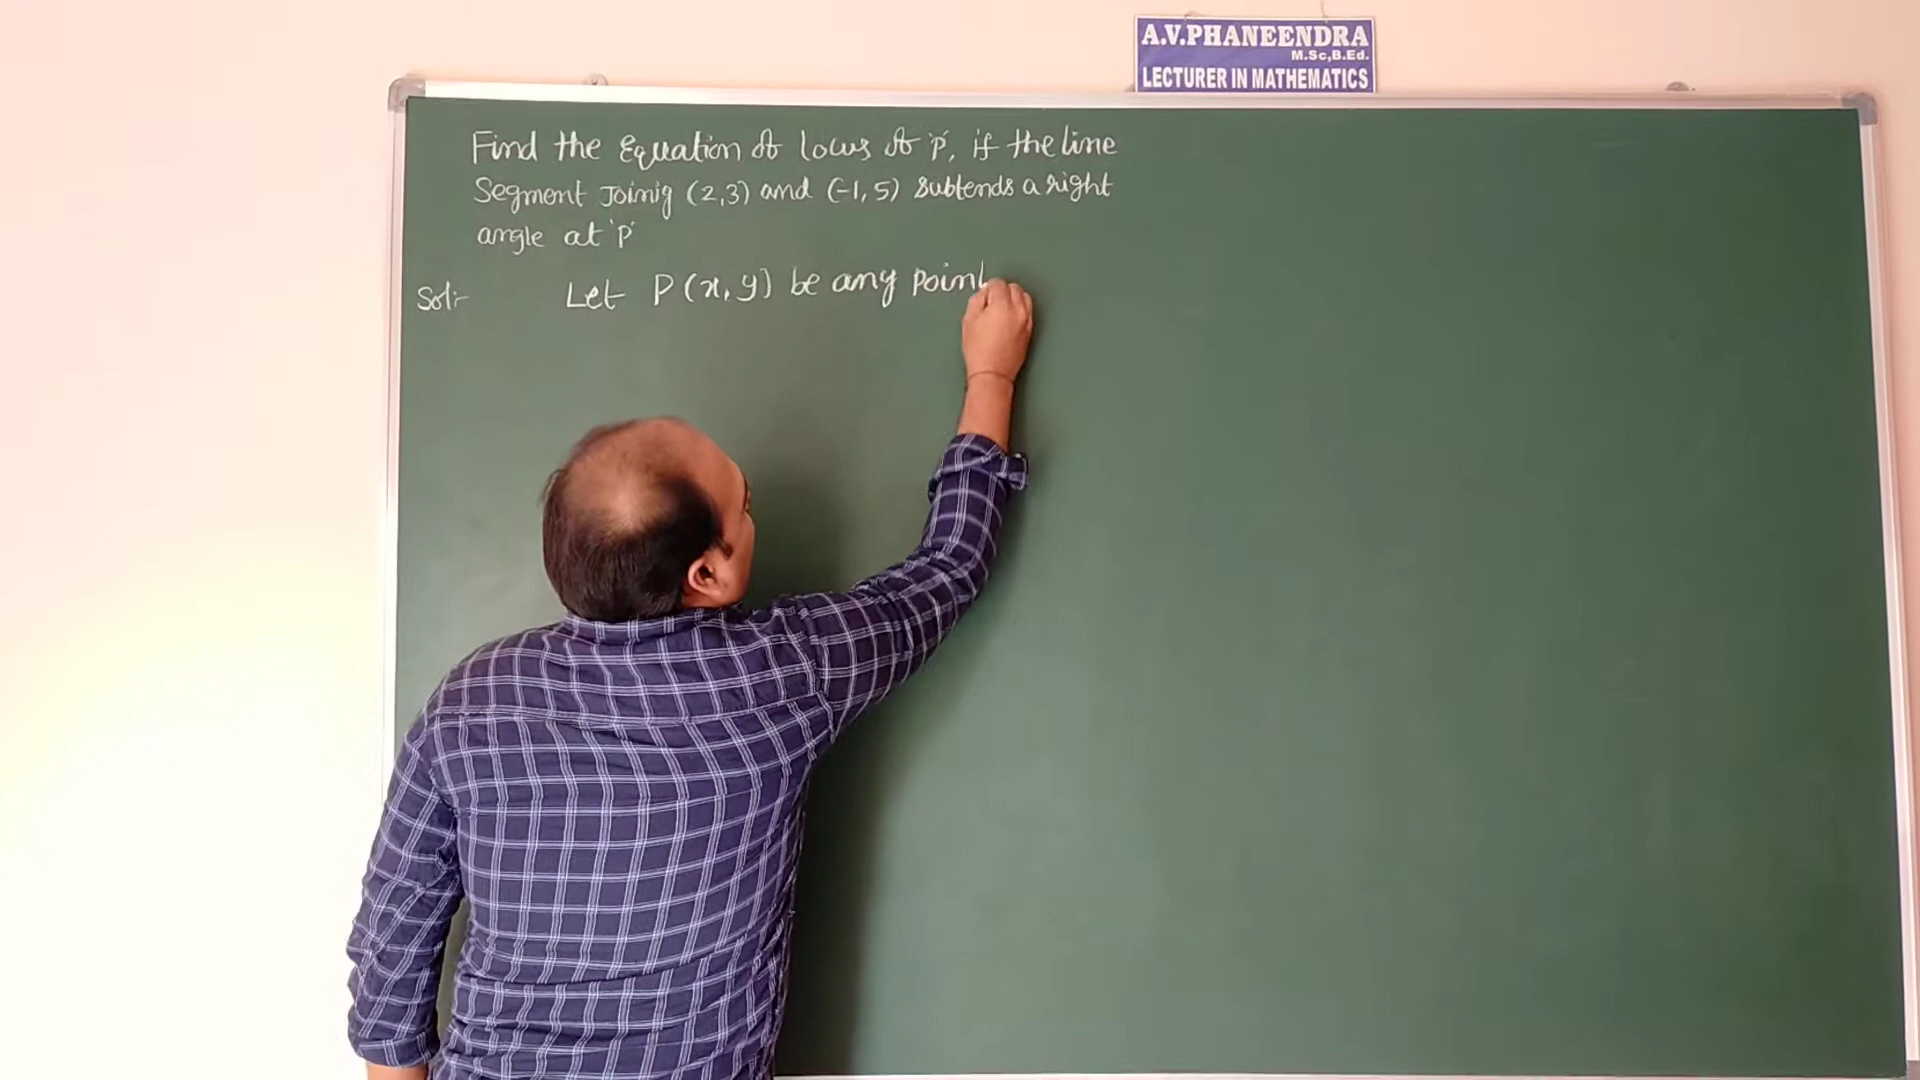 A.V.PHANEENDRA
M.Sc,B.Ed.
LECTURER IN MATHEMATICS
Find the Equation of locus of 'P', if the line
Segment Joinig (2,3) and (-1,5) subtends a right
angle at 'P'
Sol:- Let P(x,y) be any point